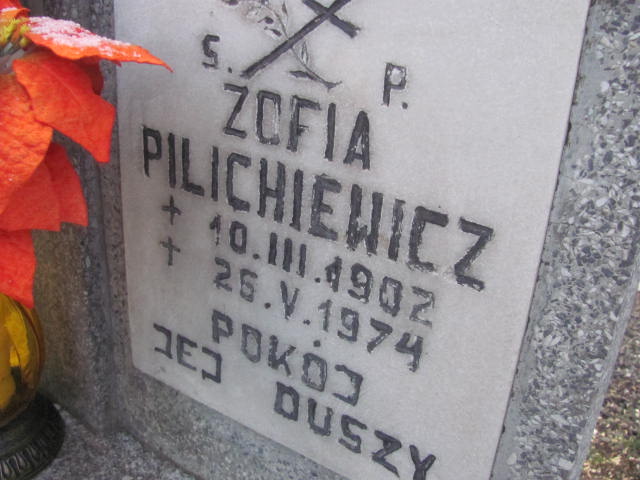 Ś. P.
ZOFIA
PILICHIEWICZ
+ 10.III.1902
+ 26.V.1974
POKÓJ
JEJ DUSZY